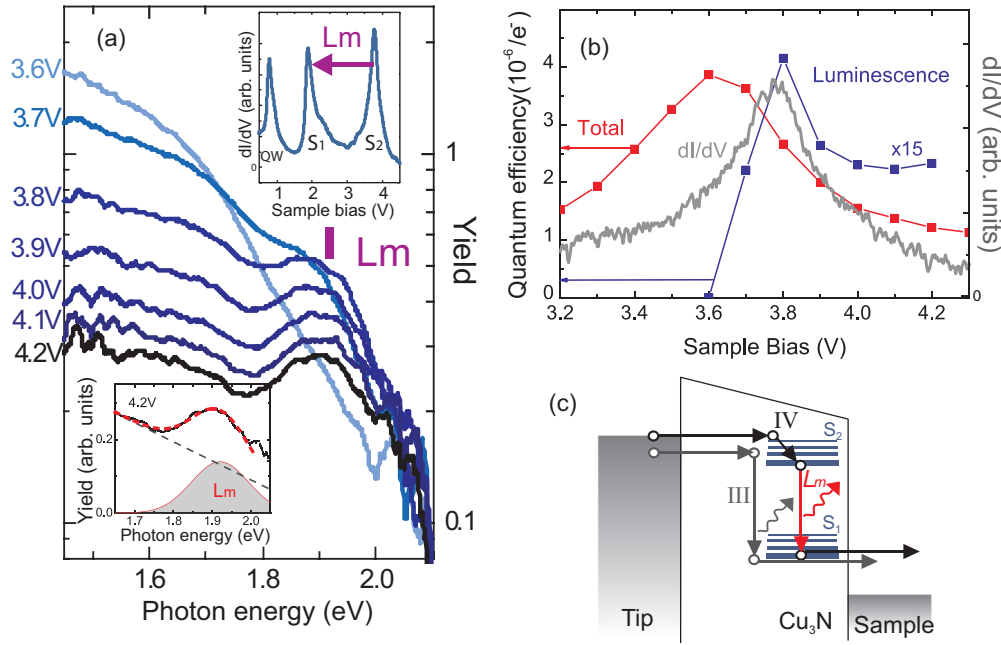 (a)
3.6V
3.7V
3.8V
3.9V
4.0V
4.1V
4.2V
dI/dV (arb. units)
0
Lm
QW
S₁
S₂
1 2 3 4
Sample bias (V)
1
Yield
0.1
Lm
4.2V
Yield (arb. units)
0.4
0.2
0.0
Lm
1.7 1.8 1.9 2.0
Photon energy (eV)
1.6 1.8 2.0
Photon energy (eV)
(b)
Quantum efficiency(10⁻⁶/e⁻)
5
4
3
2
1
0
Total
dI/dV
Luminescence
x15
dI/dV (arb. units)
0
3.2 3.4 3.6 3.8 4.0 4.2
Sample Bias (V)
(c)
IV
S₂
III
Lm
S₁
Tip
Cu₃N
Sample